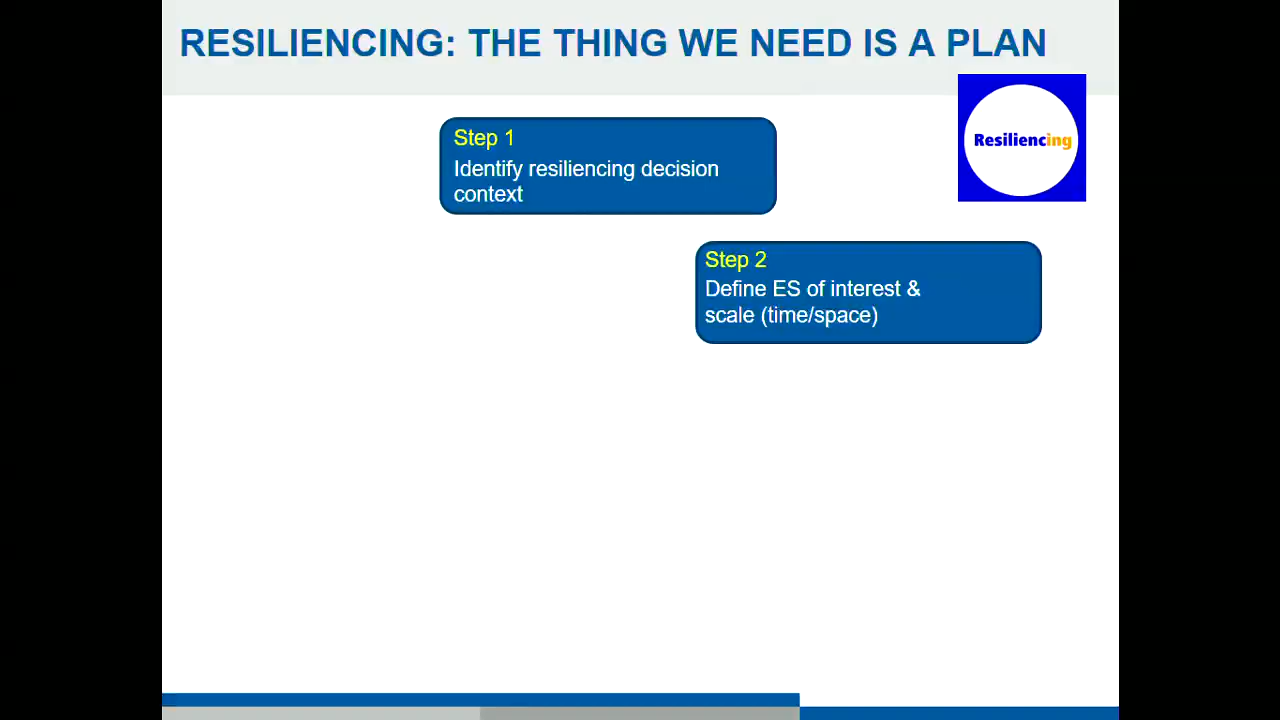 RESILIENCING: THE THING WE NEED IS A PLAN
Resiliencing
Step 1
Identify resiliencing decision
context
Step 2
Define ES of interest &
scale (time/space)